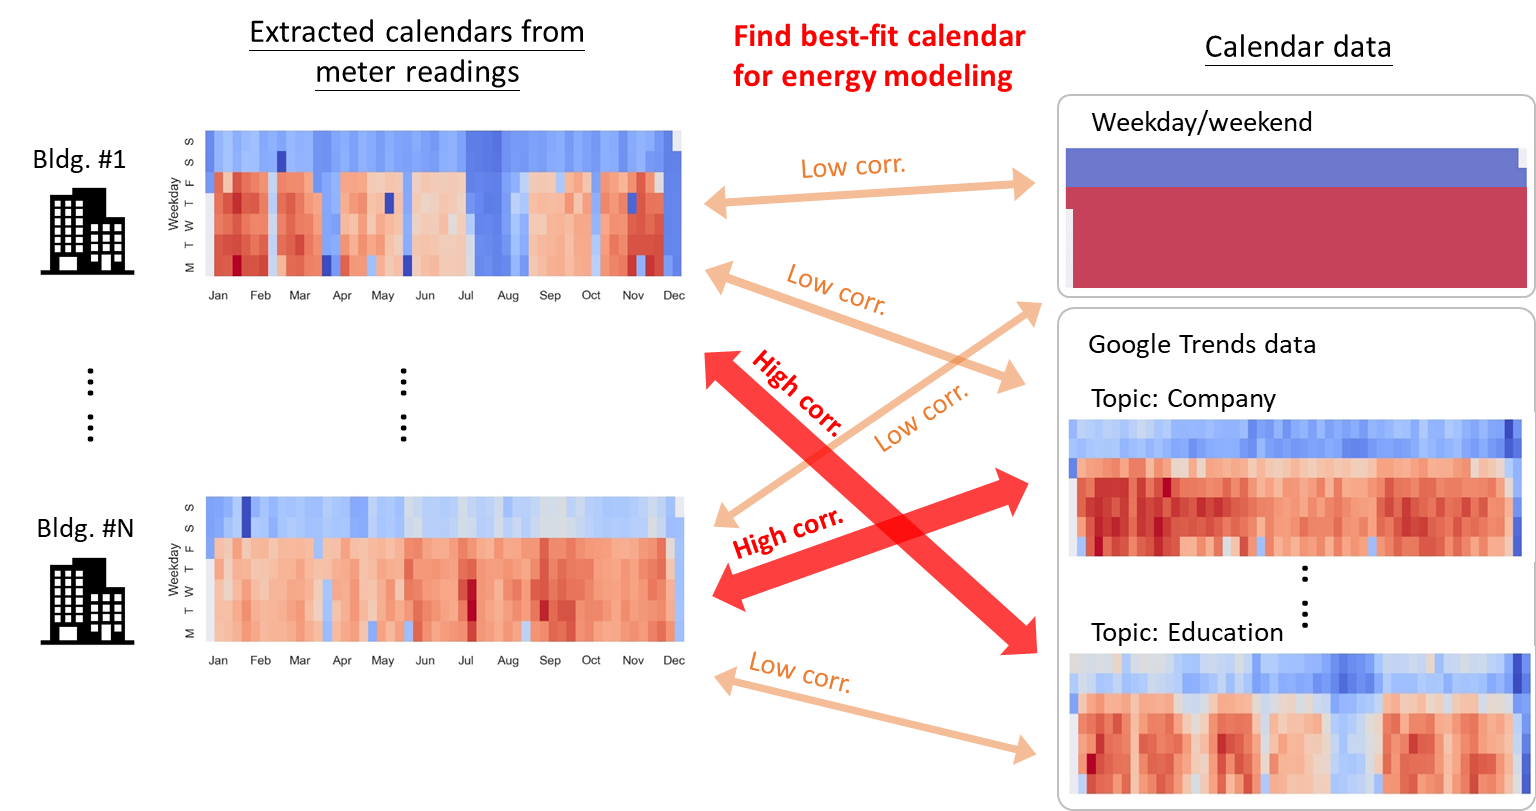 Extracted calendars from
meter readings
Find best-fit calendar
for energy modeling
Calendar data
Bldg. #1
Weekday
S
S
F
T
W
T
M
Jan Feb Mar Apr May Jun Jul Aug Sep Oct Nov Dec
Low corr.
Low corr.
High corr.
Low corr.
High corr.
Low corr.
Weekday/weekend
Google Trends data
Topic: Company
Topic: Education
Bldg. #N
Weekday
S
S
F
T
W
T
M
Jan Feb Mar Apr May Jun Jul Aug Sep Oct Nov Dec